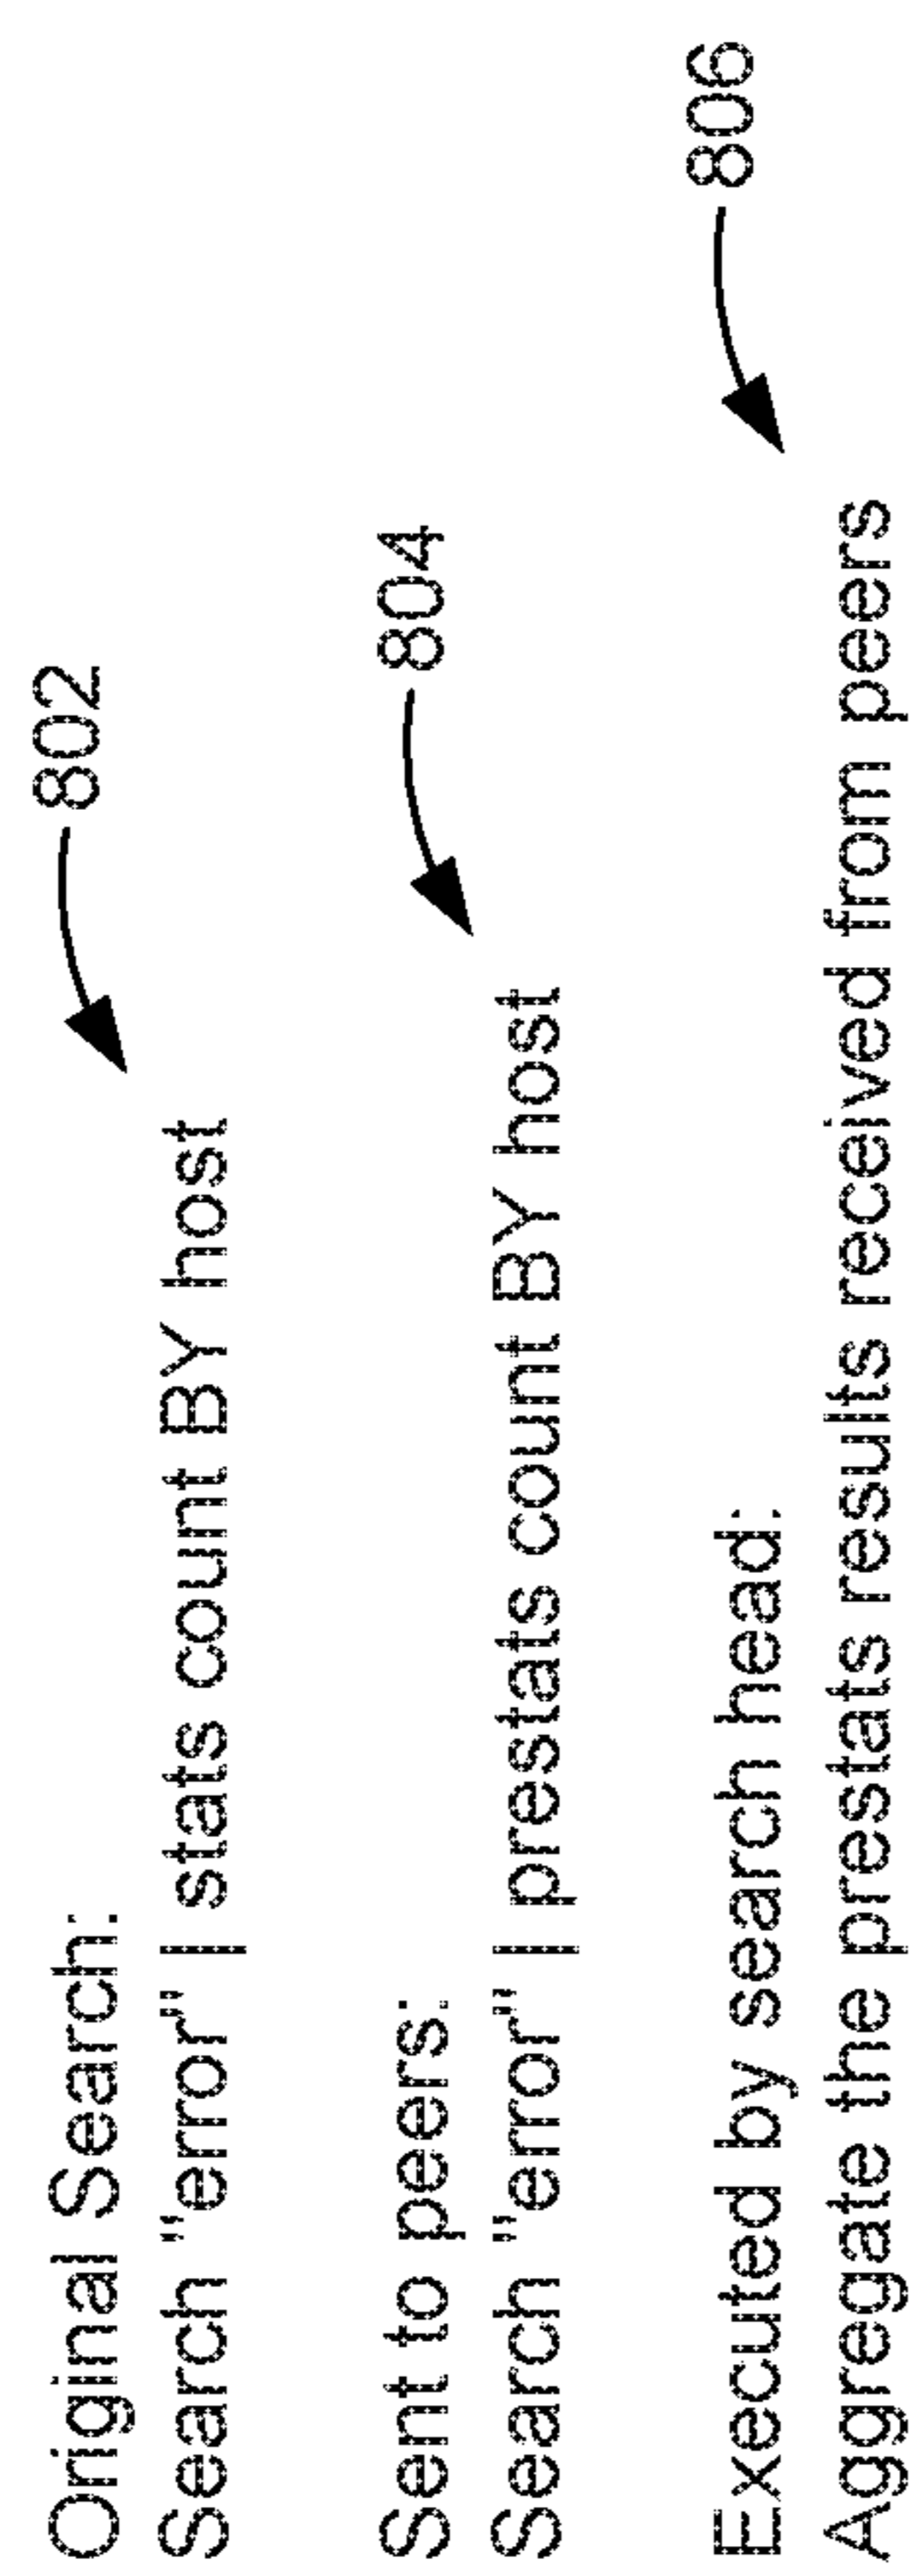 Original Search: 802
Search "error" | stats count BY host
Sent to peers: 804
Search "error" | prestats count BY host
Executed by search head: 806
Aggregate the prestats results received from peers